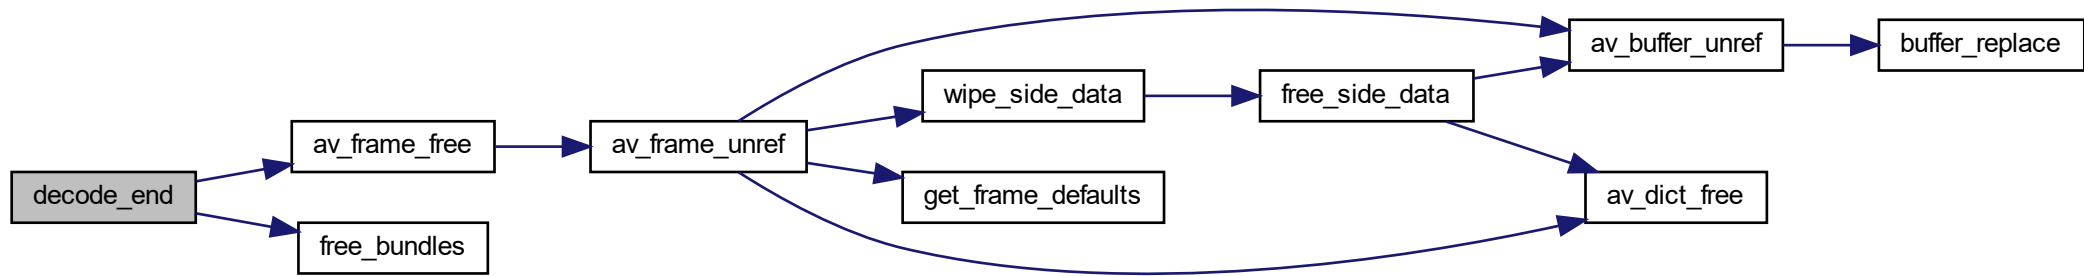 decode_end
av_frame_free
free_bundles
av_frame_unref
wipe_side_data
get_frame_defaults
free_side_data
av_buffer_unref
av_dict_free
buffer_replace